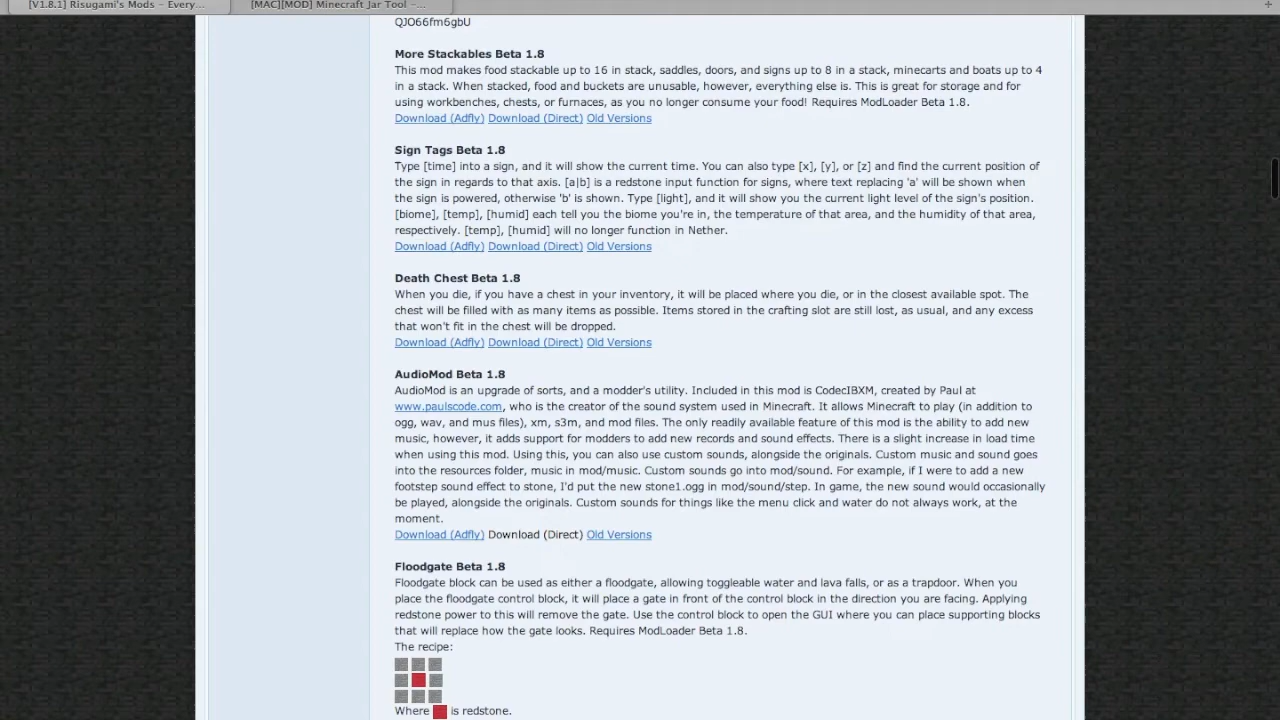 [V1.8.1] Risugami's Mods – Every...
[MAC][MOD] Minecraft Jar Tool –...
QJO66fm6gbU
More Stackables Beta 1.8
This mod makes food stackable up to 16 in stack, saddles, doors, and signs up to 8 in a stack, minecarts and boats up to 4
in a stack. When stacked, food and buckets are unusable, however, everything else is. This is great for storage and for
using workbenches, chests, or furnaces, as you no longer consume your food! Requires ModLoader Beta 1.8.
Download (Adfly) Download (Direct) Old Versions
Sign Tags Beta 1.8
Type [time] into a sign, and it will show the current time. You can also type [x], [y], or [z] and find the current position of
the sign in regards to that axis. [a|b] is a redstone input function for signs, where text replacing 'a' will be shown when
the sign is powered, otherwise 'b' is shown. Type [light], and it will show you the current light level of the sign's position.
[biome], [temp], [humid] each tell you the biome you're in, the temperature of that area, and the humidity of that area,
respectively. [temp], [humid] will no longer function in Nether.
Download (Adfly) Download (Direct) Old Versions
Death Chest Beta 1.8
When you die, if you have a chest in your inventory, it will be placed where you die, or in the closest available spot. The
chest will be filled with as many items as possible. Items stored in the crafting slot are still lost, as usual, and any excess
that won't fit in the chest will be dropped.
Download (Adfly) Download (Direct) Old Versions
AudioMod Beta 1.8
AudioMod is an upgrade of sorts, and a modder's utility. Included in this mod is CodecIBXM, created by Paul at
www.paulscode.com, who is the creator of the sound system used in Minecraft. It allows Minecraft to play (in addition to
ogg, wav, and mus files), xm, s3m, and mod files. The only readily available feature of this mod is the ability to add new
music, however, it adds support for modders to add new records and sound effects. There is a slight increase in load time
when using this mod. Using this, you can also use custom sounds, alongside the originals. Custom music and sound goes
into the resources folder, music in mod/music. Custom sounds go into mod/sound. For example, if I were to add a new
footstep sound effect to stone, I'd put the new stone1.ogg in mod/sound/step. In game, the new sound would occasionally
be played, alongside the originals. Custom sounds for things like the menu click and water do not always work, at the
moment.
Download (Adfly) Download (Direct) Old Versions
Floodgate Beta 1.8
Floodgate block can be used as either a floodgate, allowing toggleable water and lava falls, or as a trapdoor. When you
place the floodgate control block, it will place a gate in front of the control block in the direction you are facing. Applying
redstone power to this will remove the gate. Use the control block to open the GUI where you can place supporting blocks
that will replace how the gate looks. Requires ModLoader Beta 1.8.
The recipe:
Where is redstone.